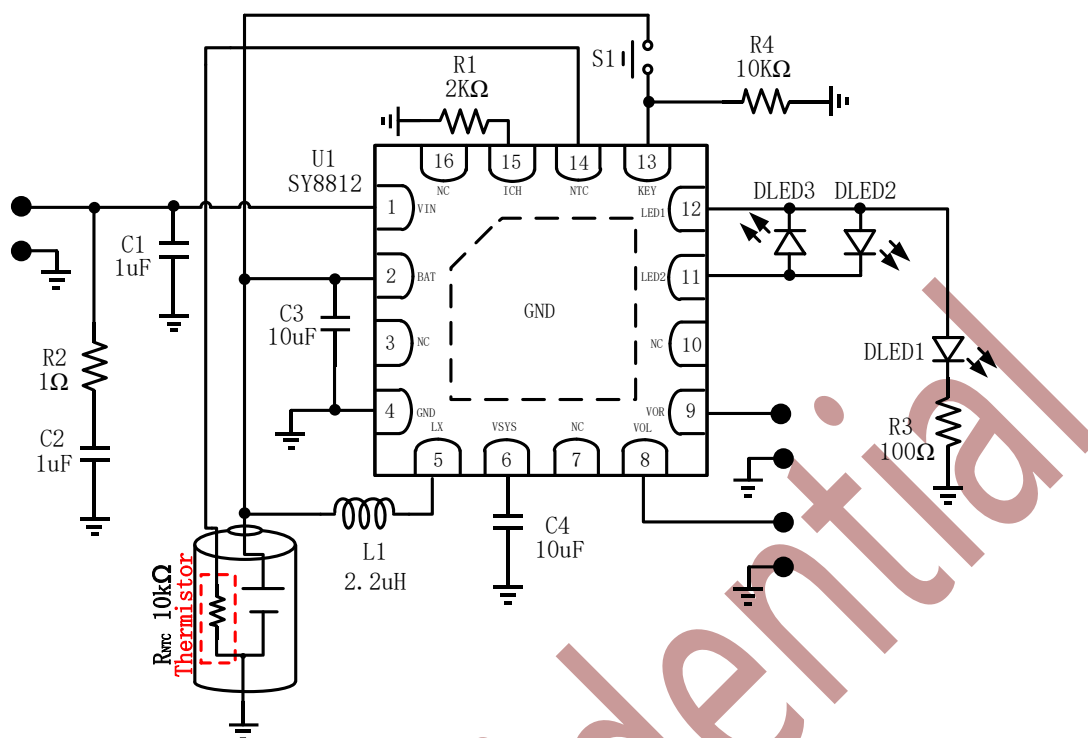 S1
R4
10KΩ
R1
2KΩ
U1
SY8812
16
NC
15
ICH
14
NTC
13
KEY
1
VIN
12
LED1
DLED3
DLED2
C1
1uF
2
BAT
11
LED2
C3
10uF
GND
3
NC
10
NC
R2
1Ω
DLED1
4
GND
9
VOR
R3
100Ω
LX
5
VSYS
6
NC
7
VOL
8
C2
1uF
C4
10uF
L1
2.2uH
RNTC 10kΩ
Thermistor
dential